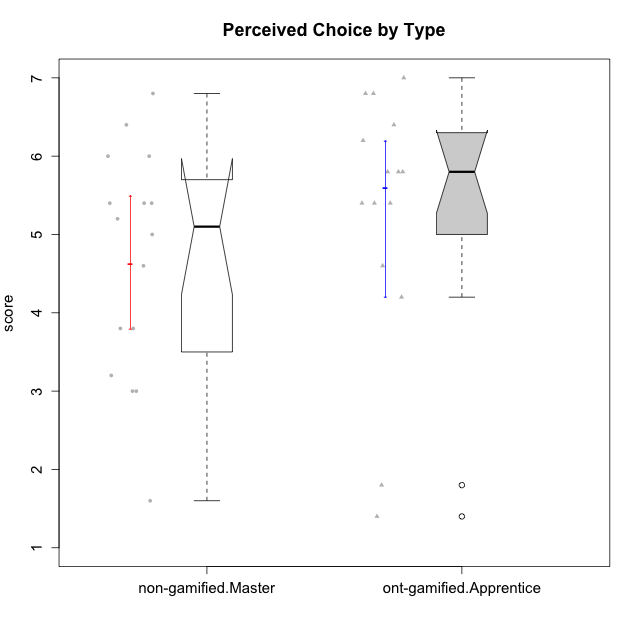 Perceived Choice by Type
score
7
6
5
4
3
2
1
non-gamified.Master
ont-gamified.Apprentice